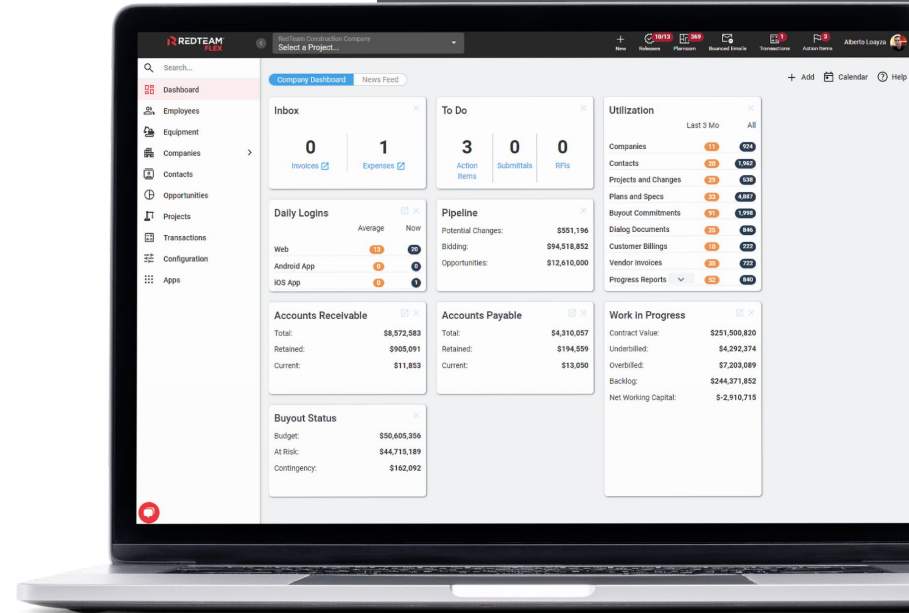 REDTEAM
FLEX
RedTeam Construction Company
Select a Project...
10/13
369
1
3
New
Releases
Planroom
Bounced Emails
Transactions
Action Items
Alberto Loayza
Search...
Dashboard
Employees
Equipment
Companies
Contacts
Opportunities
Projects
Transactions
Configuration
Apps
Company Dashboard
News Feed
+ Add
Calendar
Help
Inbox
0
1
Invoices
Expenses
To Do
3
0
0
Action Items
Submittals
RFIs
Utilization
Last 3 Mo All
Companies 11 924
Contacts 20 1,962
Projects and Changes 29 538
Plans and Specs 33 4,887
Buyout Commitments 91 1,998
Dialog Documents 25 846
Customer Billings 10 222
Vendor Invoices 35 722
Progress Reports 52 840
Daily Logins
Average Now
Web 13 20
Android App 0 0
iOS App 0 1
Pipeline
Potential Changes: $551,196
Bidding: $94,518,852
Opportunities: $12,610,000
Accounts Receivable
Total: $8,572,583
Retained: $905,091
Current: $11,853
Accounts Payable
Total: $4,310,057
Retained: $194,559
Current: $13,050
Work In Progress
Contract Value: $251,500,820
Underbilled: $4,292,374
Overbilled: $7,203,089
Backlog: $244,371,852
Net Working Capital: $-2,910,715
Buyout Status
Budget: $50,605,356
At Risk: $44,715,189
Contingency: $162,092